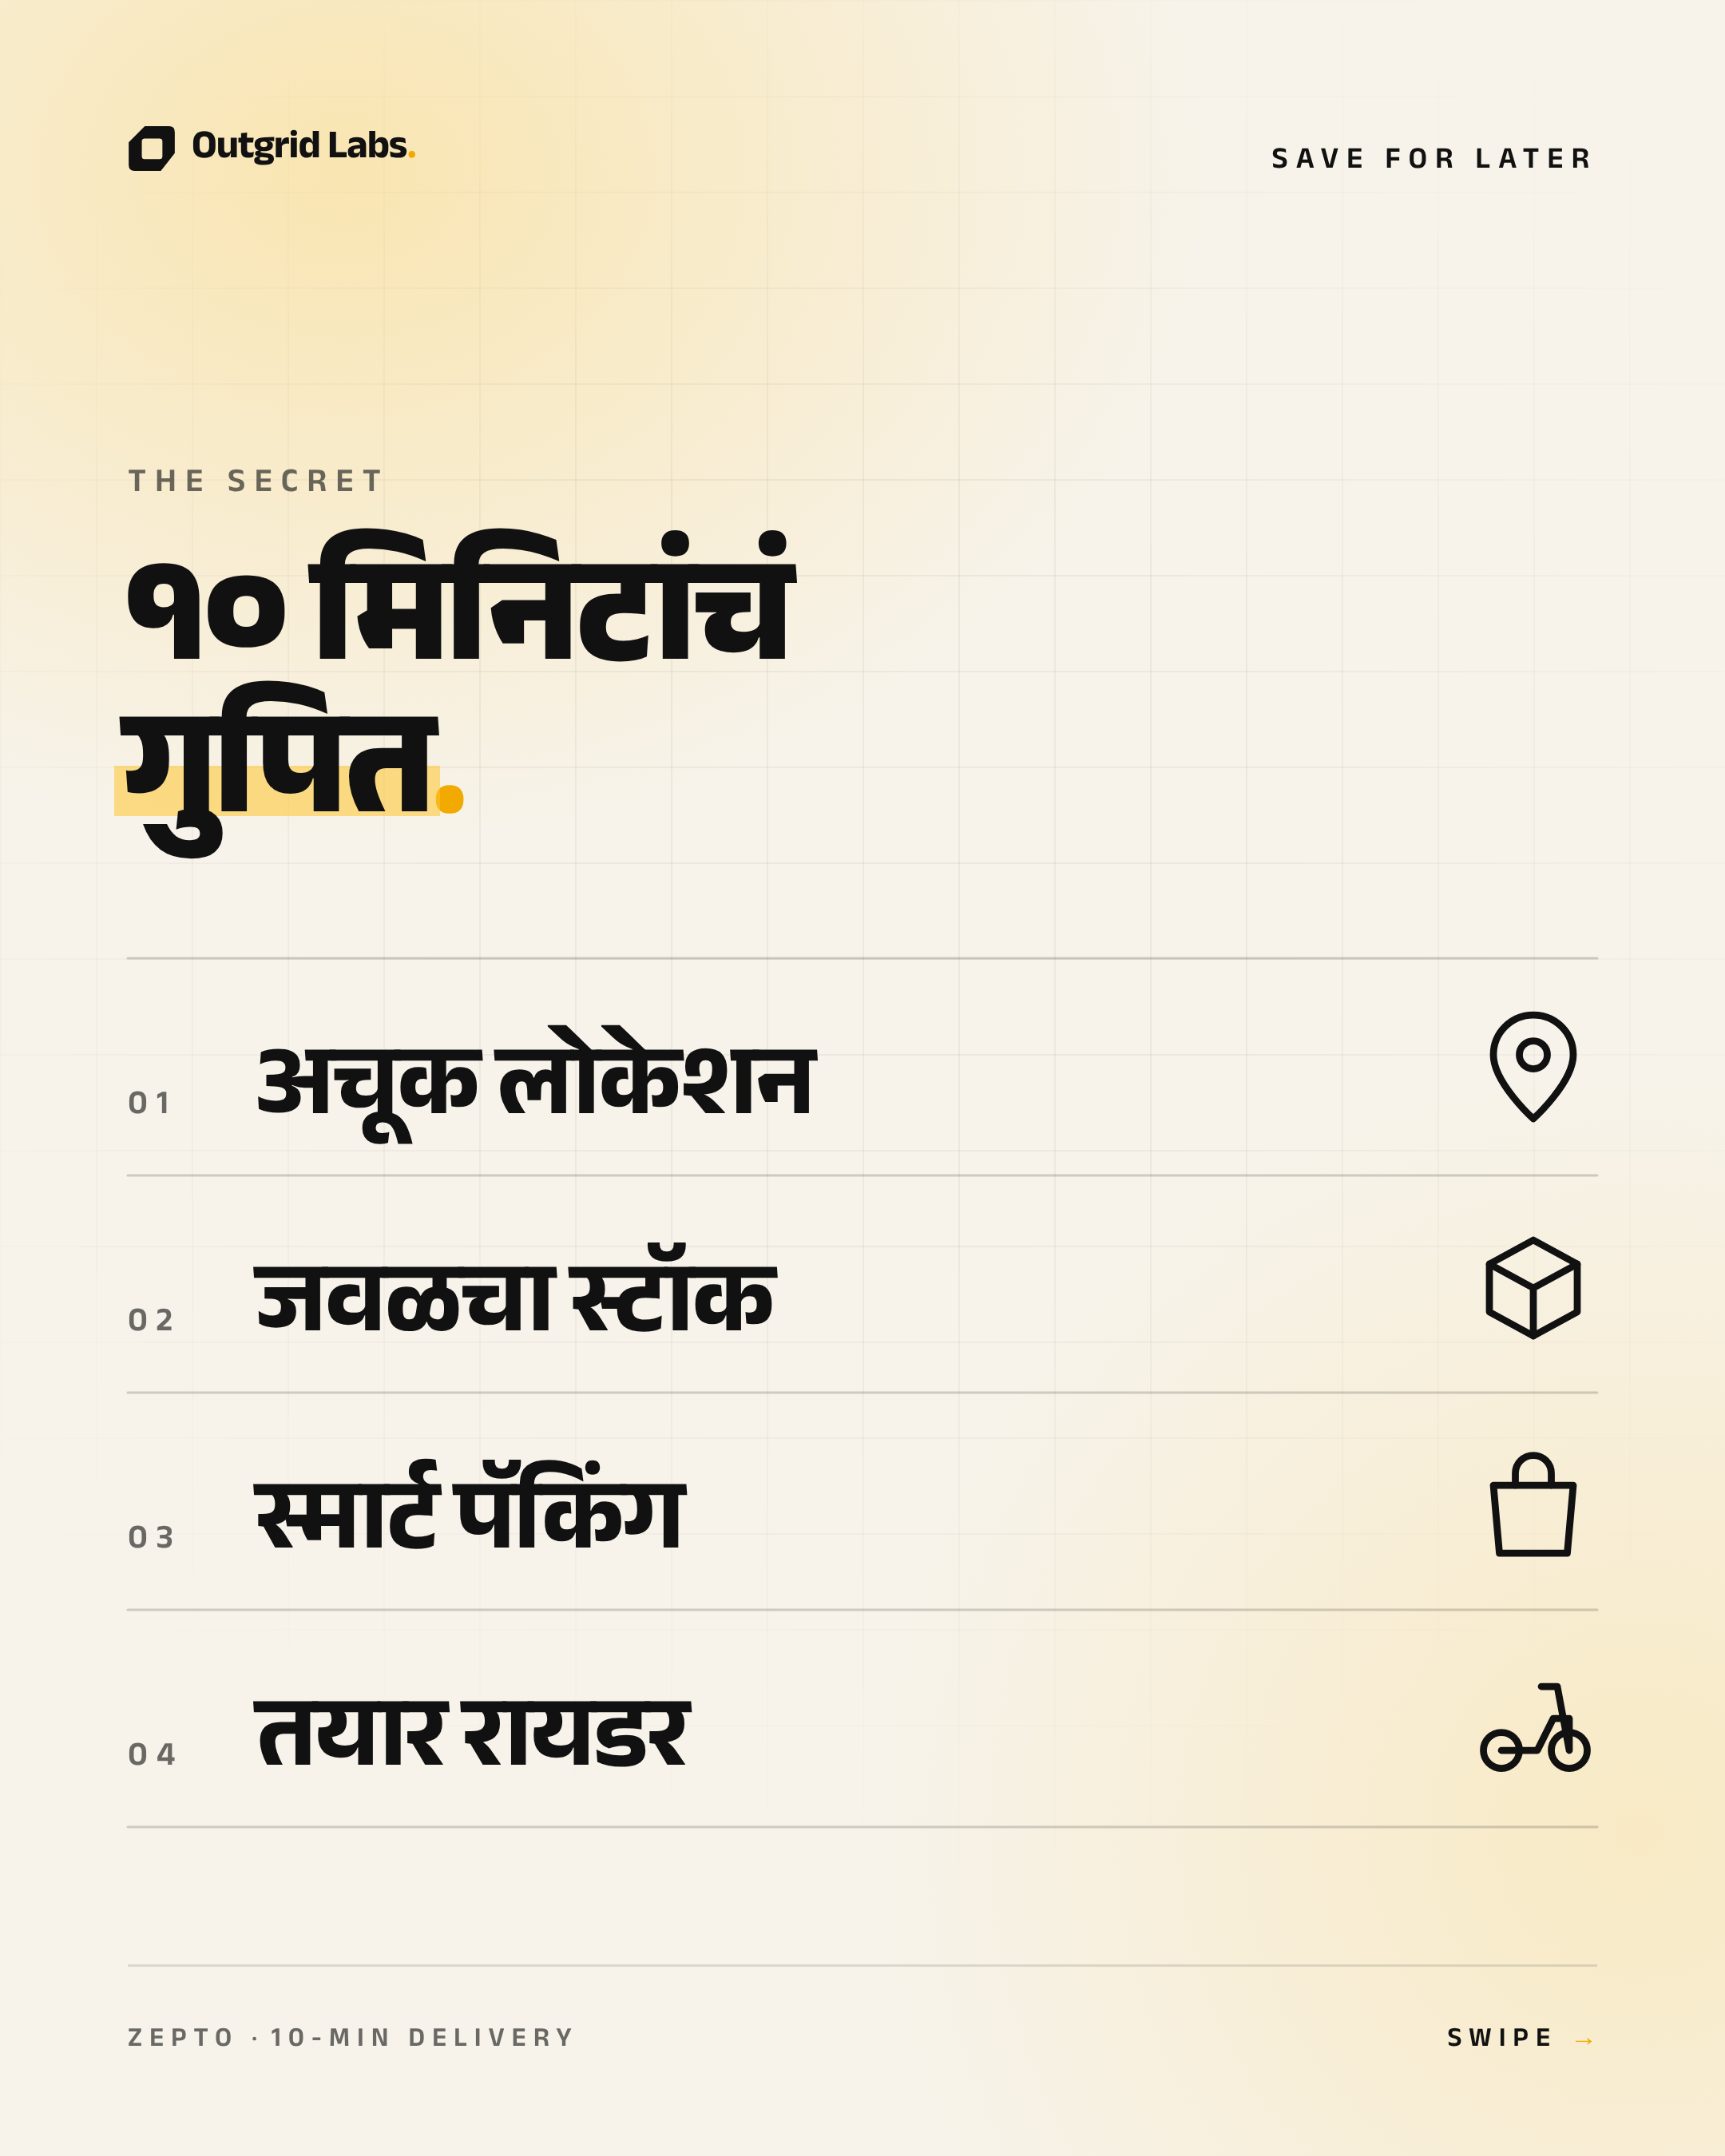 Outgrid Labs.
SAVE FOR LATER
THE SECRET
१० मिनिटांचं
गुपित.
01 अचूक लोकेशन
02 जवळचा स्टॉक
03 स्मार्ट पॅकिंग
04 तयार रायडर
ZEPTO · 10-MIN DELIVERY
SWIPE →